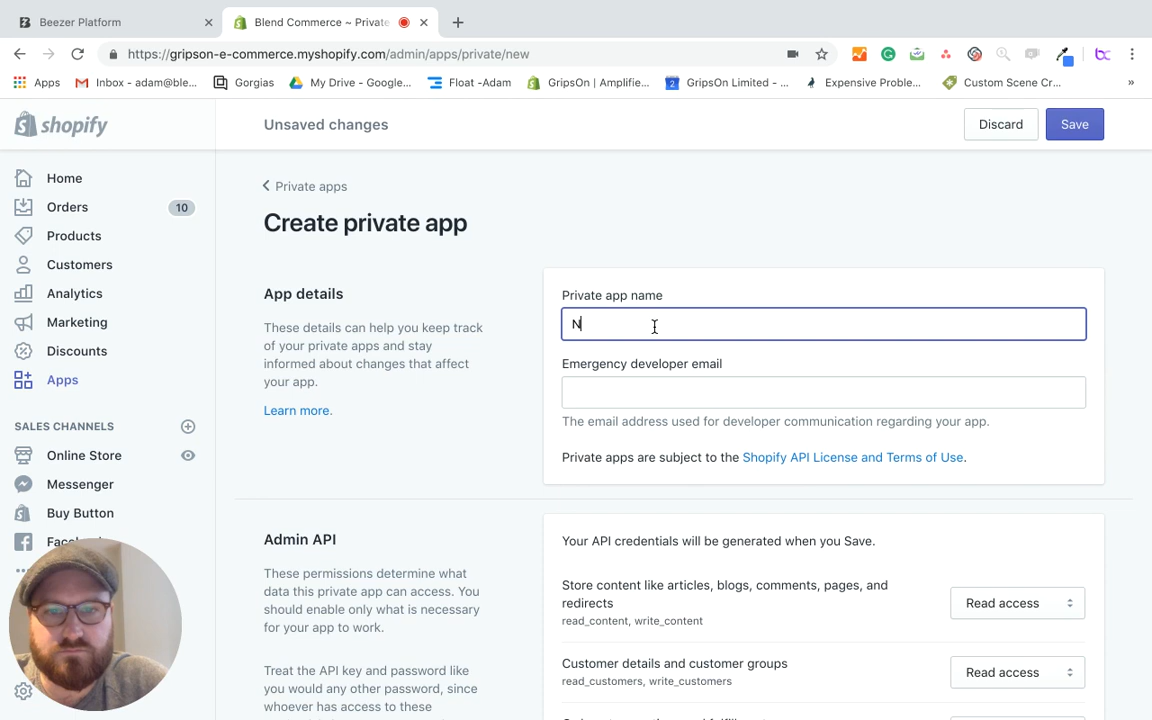 Beezer Platform
Blend Commerce ~ Private
https://gripson-e-commerce.myshopify.com/admin/apps/private/new
Apps
Inbox - adam@ble...
Gorgias
My Drive - Google...
Float -Adam
GripsOn | Amplifie...
GripsOn Limited - ...
Expensive Proble...
Custom Scene Cr...
»
shopify
Unsaved changes
Discard
Save
Home
Orders
10
Products
Customers
Analytics
Marketing
Discounts
Apps
SALES CHANNELS
Online Store
Messenger
Buy Button
Private apps
Create private app
App details
These details can help you keep track
of your private apps and stay
informed about changes that affect
your app.
Learn more.
Private app name
N
Emergency developer email
The email address used for developer communication regarding your app.
Private apps are subject to the Shopify API License and Terms of Use.
Admin API
These permissions determine what
data this private app can access. You
should enable only what is necessary
for your app to work.
Treat the API key and password like
you would any other password, since
whoever has access to these
Your API credentials will be generated when you Save.
Store content like articles, blogs, comments, pages, and
redirects
read_content, write_content
Read access
Customer details and customer groups
read_customers, write_customers
Read access